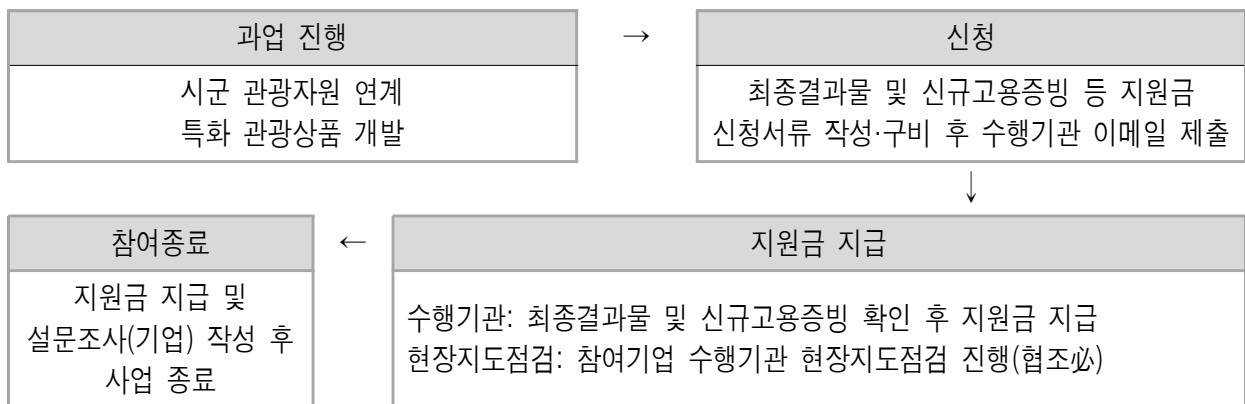 과업 진행
→
신청
시군 관광자원 연계
특화 관광상품 개발
최종결과물 및 신규고용증빙 등 지원금
신청서류 작성·구비 후 수행기관 이메일 제출
↓
지원금 지급
←
참여종료
수행기관: 최종결과물 및 신규고용증빙 확인 후 지원금 지급
현장지도점검: 참여기업 수행기관 현장지도점검 진행(협조必)
지원금 지급 및
설문조사(기업) 작성 후
사업 종료